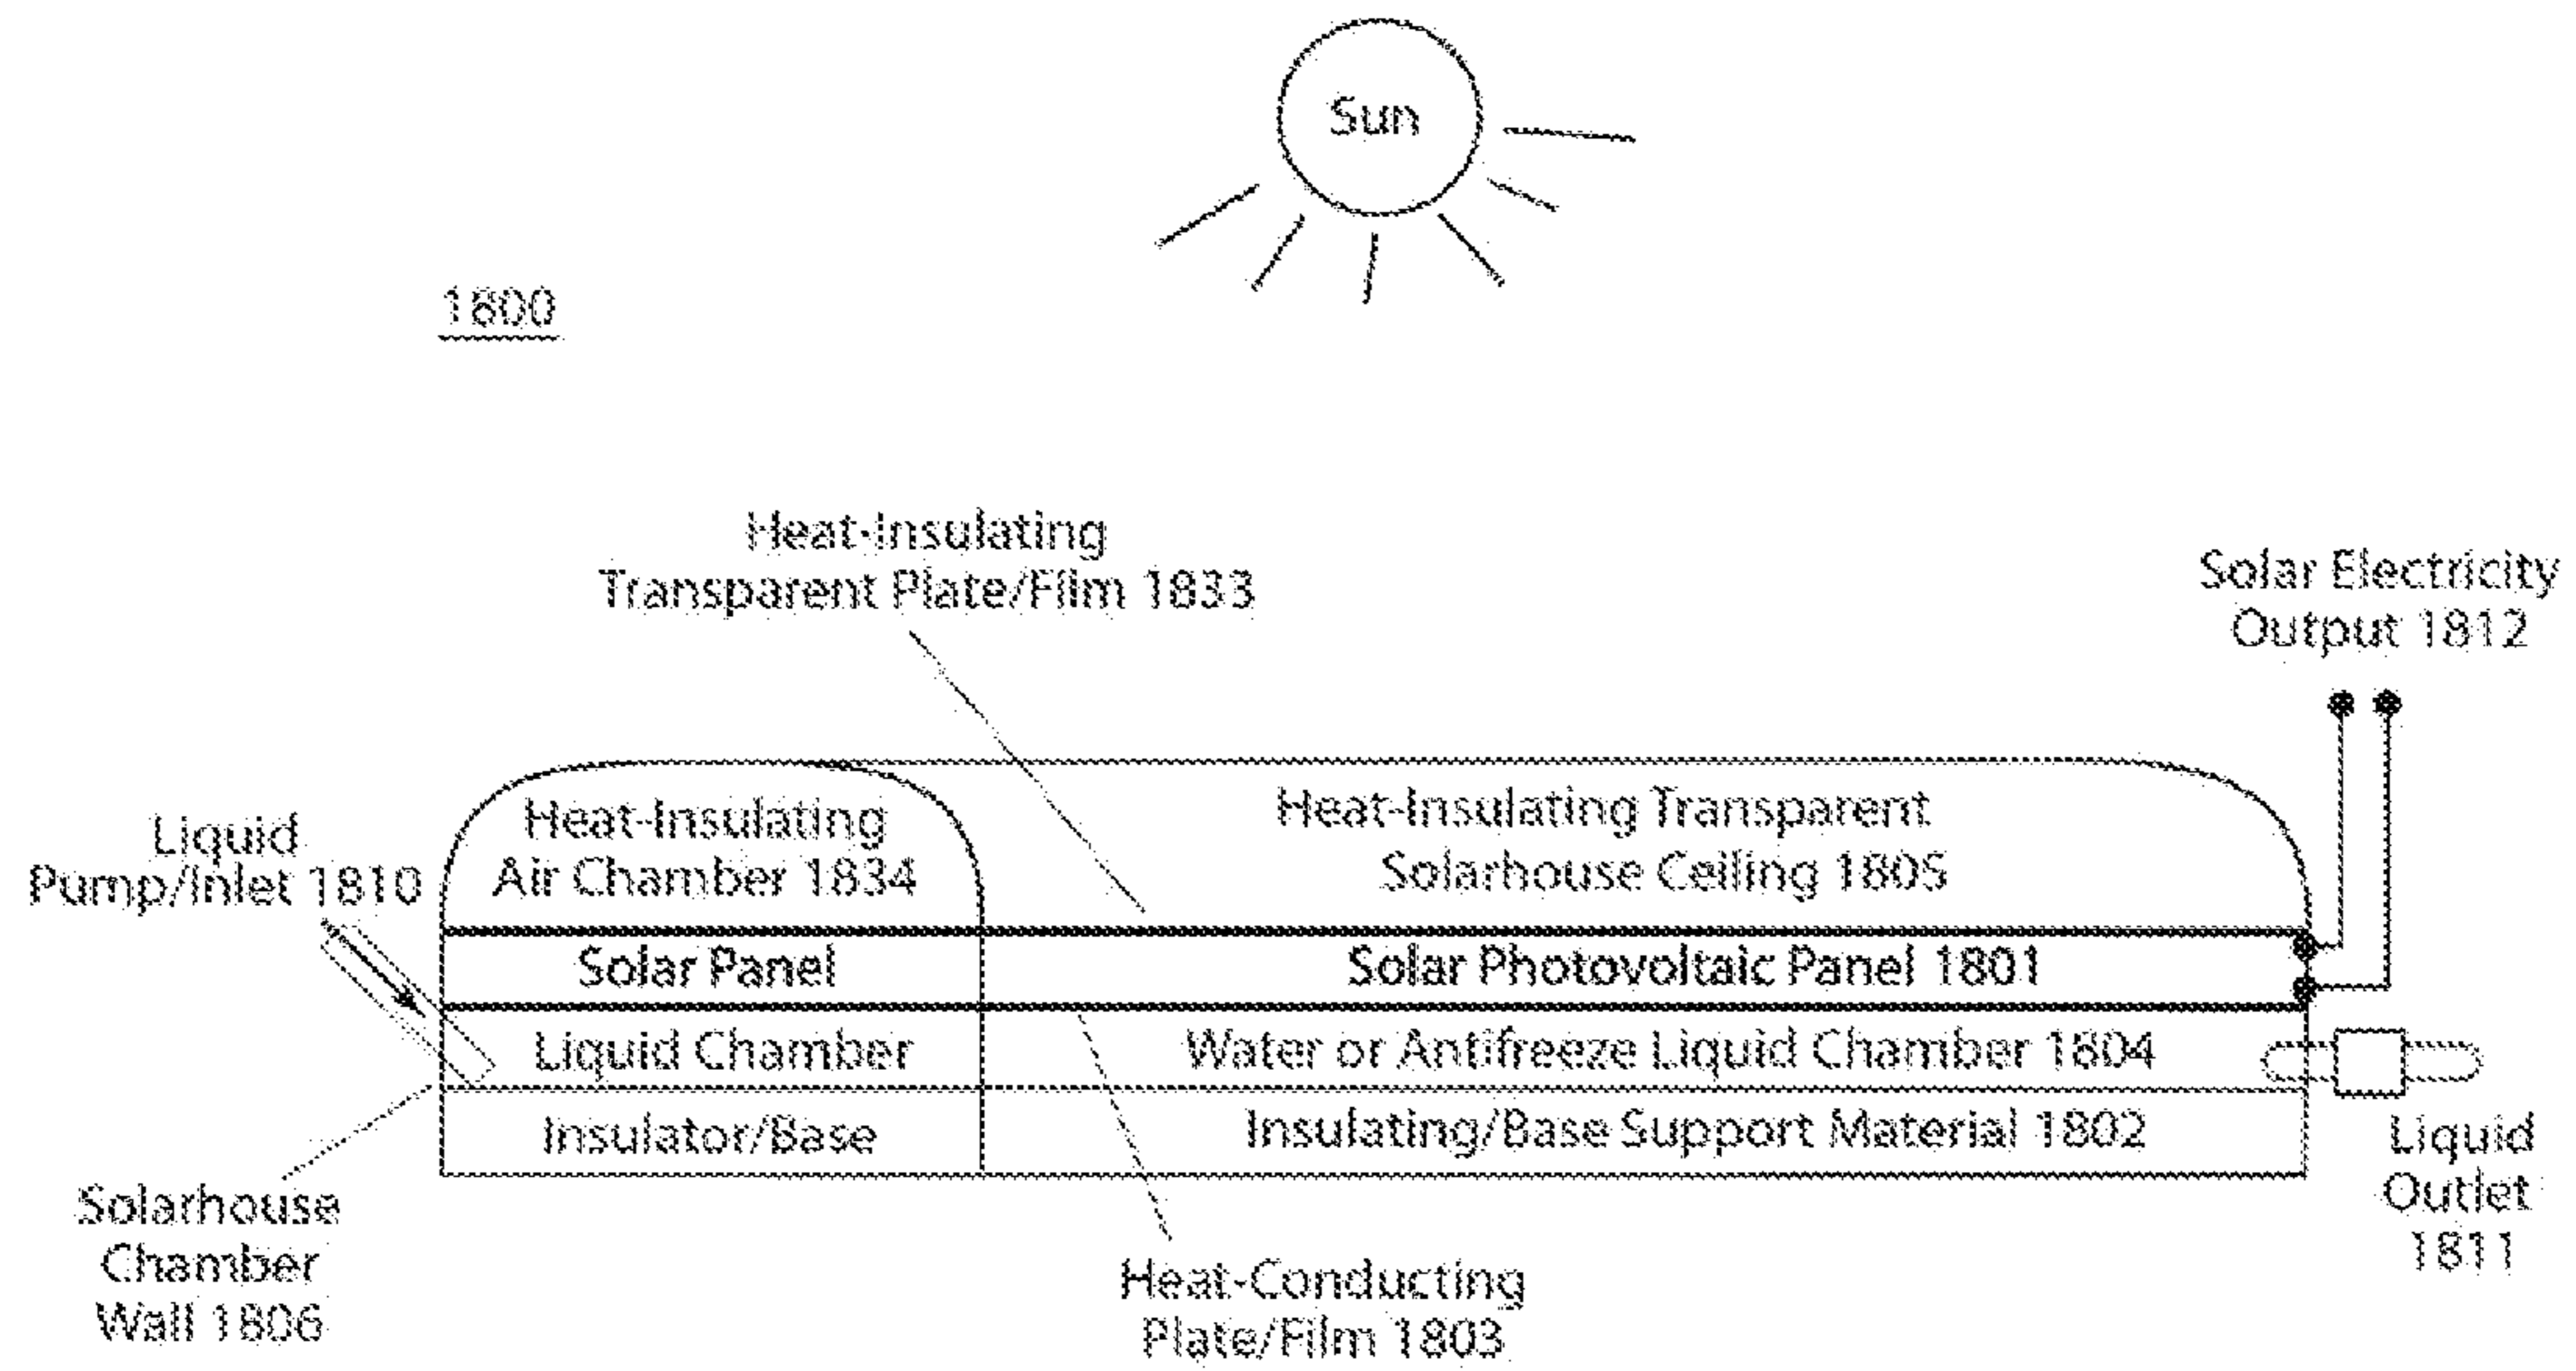 Sun
1800
Heat-Insulating
Transparent Plate/Film 1833
Solar Electricity
Output 1812
Liquid
Pump/Inlet 1810
Heat-Insulating
Air Chamber 1834
Heat-Insulating Transparent
Solarhouse Ceiling 1805
Solar Panel
Solar Photovoltaic Panel 1801
Liquid Chamber
Water or Antifreeze Liquid Chamber 1804
Insulator/Base
Insulating/Base Support Material 1802
Liquid
Outlet
1811
Solarhouse
Chamber
Wall 1806
Heat-Conducting
Plate/Film 1803